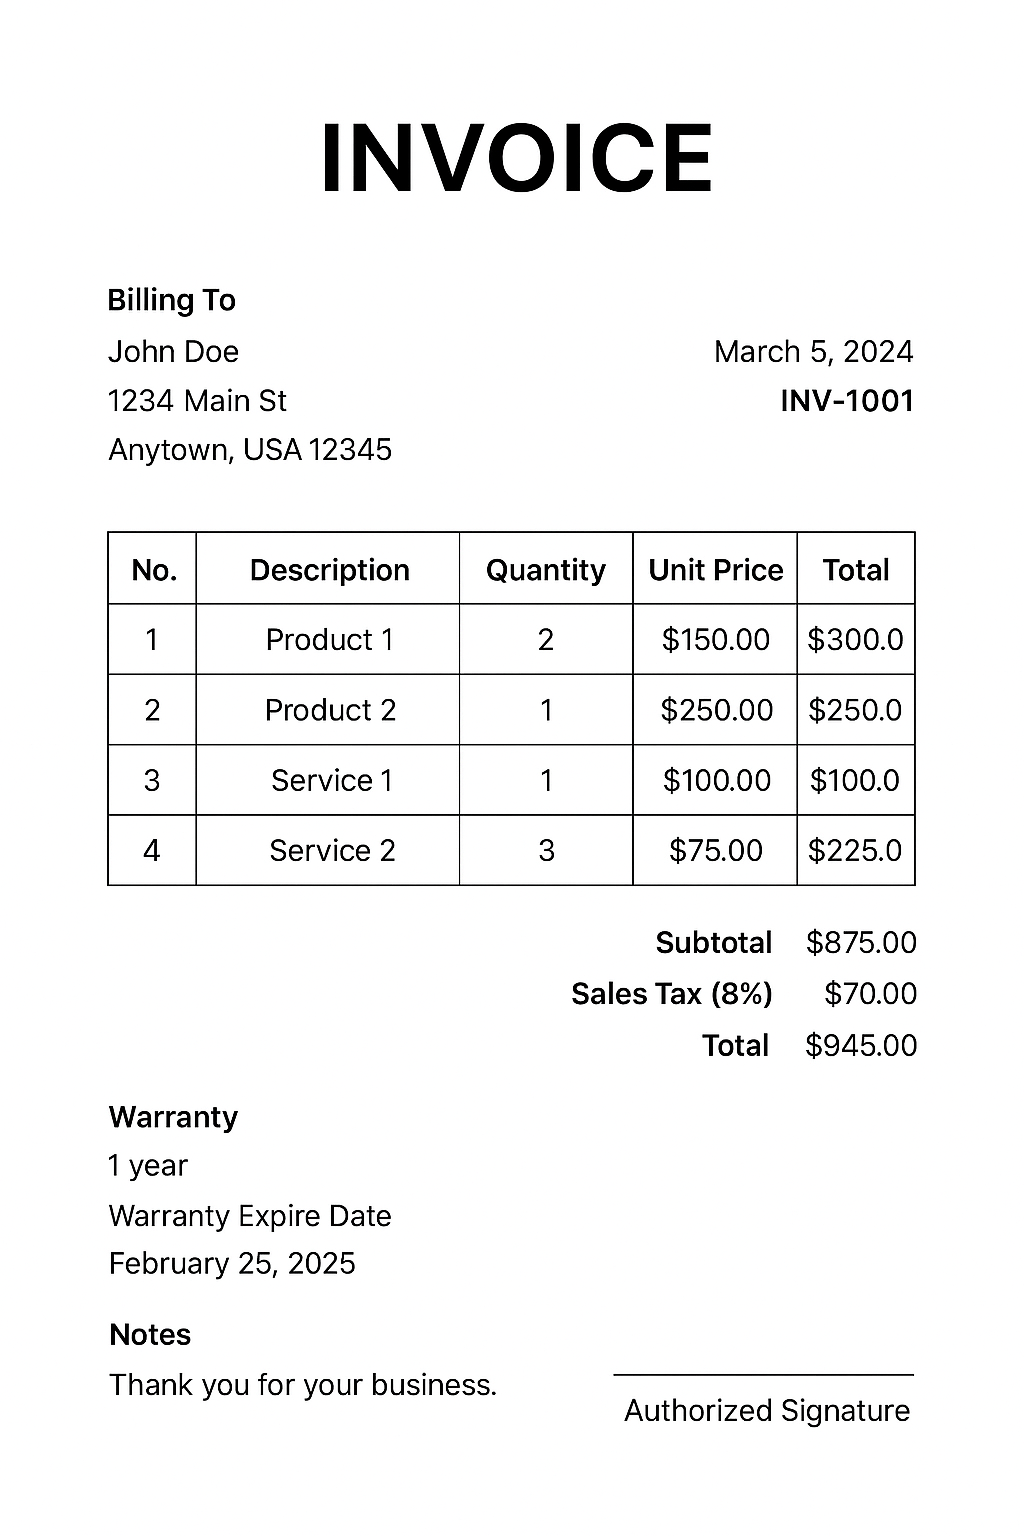 INVOICE
Billing To
John Doe
March 5, 2024
1234 Main St
INV-1001
Anytown, USA 12345
No. Description Quantity Unit Price Total
1 Product 1 2 $150.00 $300.0
2 Product 2 1 $250.00 $250.0
3 Service 1 1 $100.00 $100.0
4 Service 2 3 $75.00 $225.0
Subtotal $875.00
Sales Tax (8%) $70.00
Total $945.00
Warranty
1 year
Warranty Expire Date
February 25, 2025
Notes
Thank you for your business.
Authorized Signature